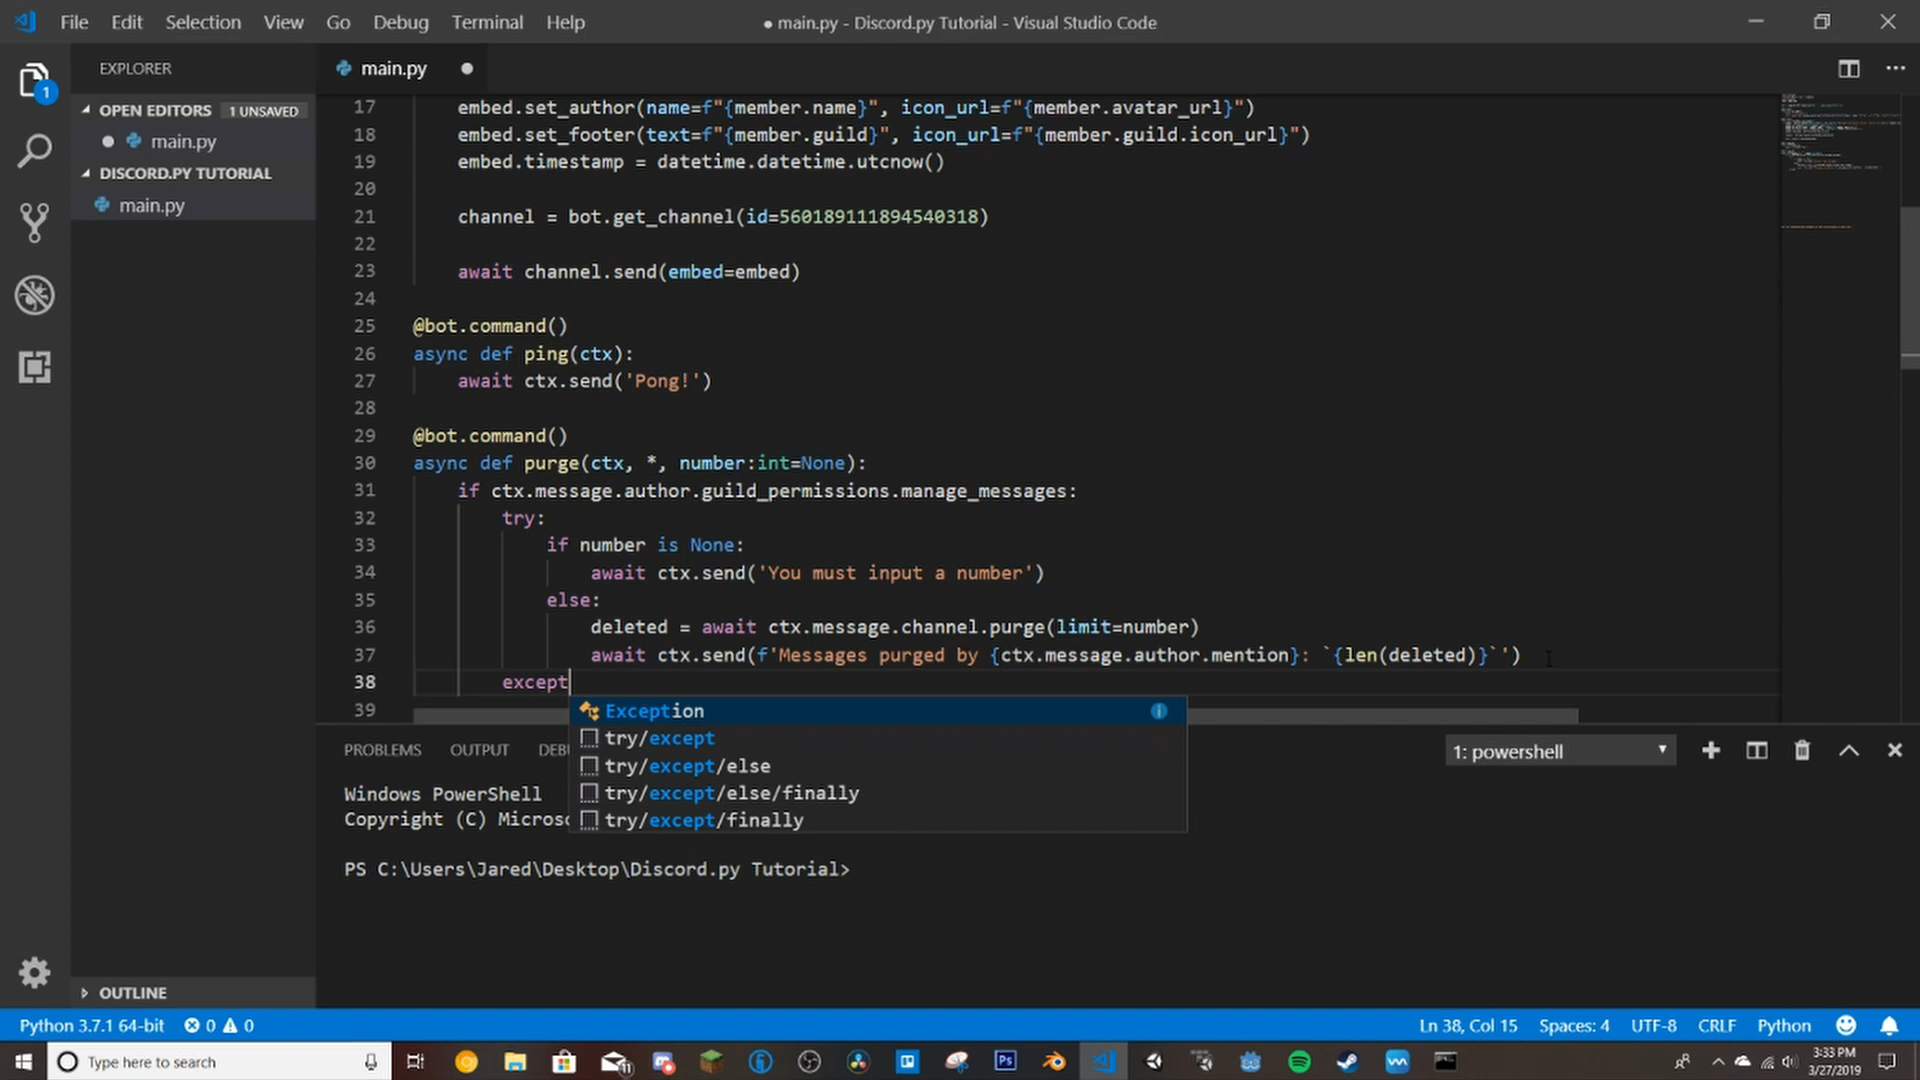 File Edit Selection View Go Debug Terminal Help
● main.py - Discord.py Tutorial - Visual Studio Code
EXPLORER
main.py
1
OPEN EDITORS 1 UNSAVED
main.py
DISCORD.PY TUTORIAL
main.py
OUTLINE
17 embed.set_author(name=f"{member.name}", icon_url=f"{member.avatar_url}")
18 embed.set_footer(text=f"{member.guild}", icon_url=f"{member.guild.icon_url}")
19 embed.timestamp = datetime.datetime.utcnow()
20
21 channel = bot.get_channel(id=560189111894540318)
22
23 await channel.send(embed=embed)
24
25 @bot.command()
26 async def ping(ctx):
27 await ctx.send('Pong!')
28
29 @bot.command()
30 async def purge(ctx, *, number:int=None):
31 if ctx.message.author.guild_permissions.manage_messages:
32 try:
33 if number is None:
34 await ctx.send('You must input a number')
35 else:
36 deleted = await ctx.message.channel.purge(limit=number)
37 await ctx.send(f'Messages purged by {ctx.message.author.mention}: `{len(deleted)}`')
38 except
39
Exception
try/except
try/except/else
try/except/else/finally
try/except/finally
PROBLEMS OUTPUT DEBU
1: powershell
Windows PowerShell
Copyright (C) Microso
PS C:\Users\Jared\Desktop\Discord.py Tutorial>
Python 3.7.1 64-bit 0 0
Ln 38, Col 15 Spaces: 4 UTF-8 CRLF Python
Type here to search
11
Ps
3:33 PM
3/27/2019